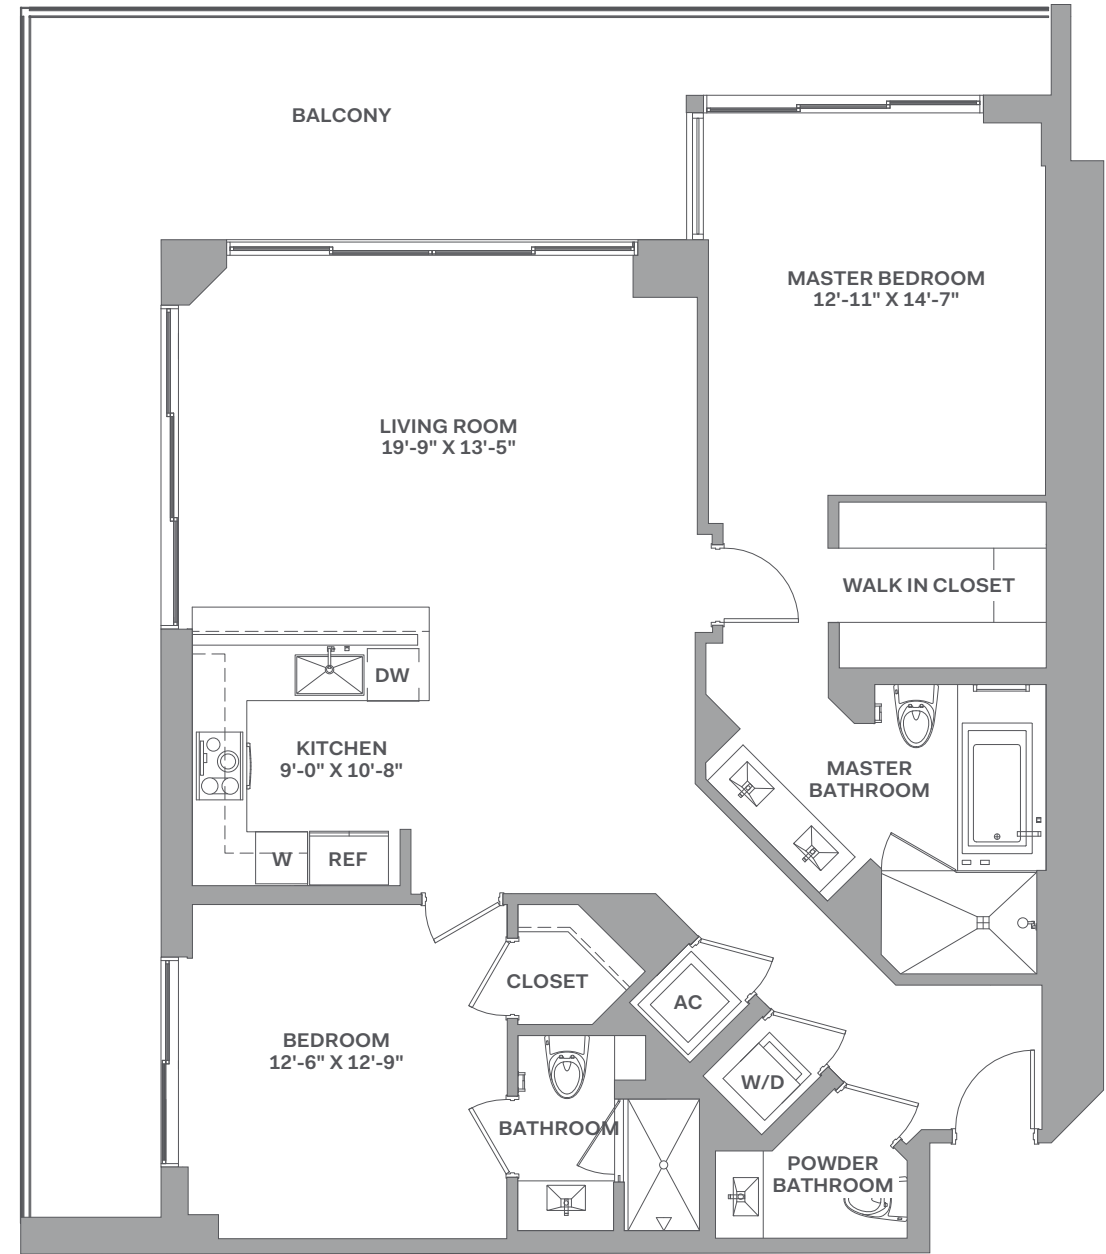 BALCONY
MASTER BEDROOM
12'-11" X 14'-7"
LIVING ROOM
19'-9" X 13'-5"
WALK IN CLOSET
DW
KITCHEN
9'-0" X 10'-8"
MASTER
BATHROOM
W
REF
CLOSET
AC
BEDROOM
12'-6" X 12'-9"
W/D
BATHROOM
POWDER
BATHROOM